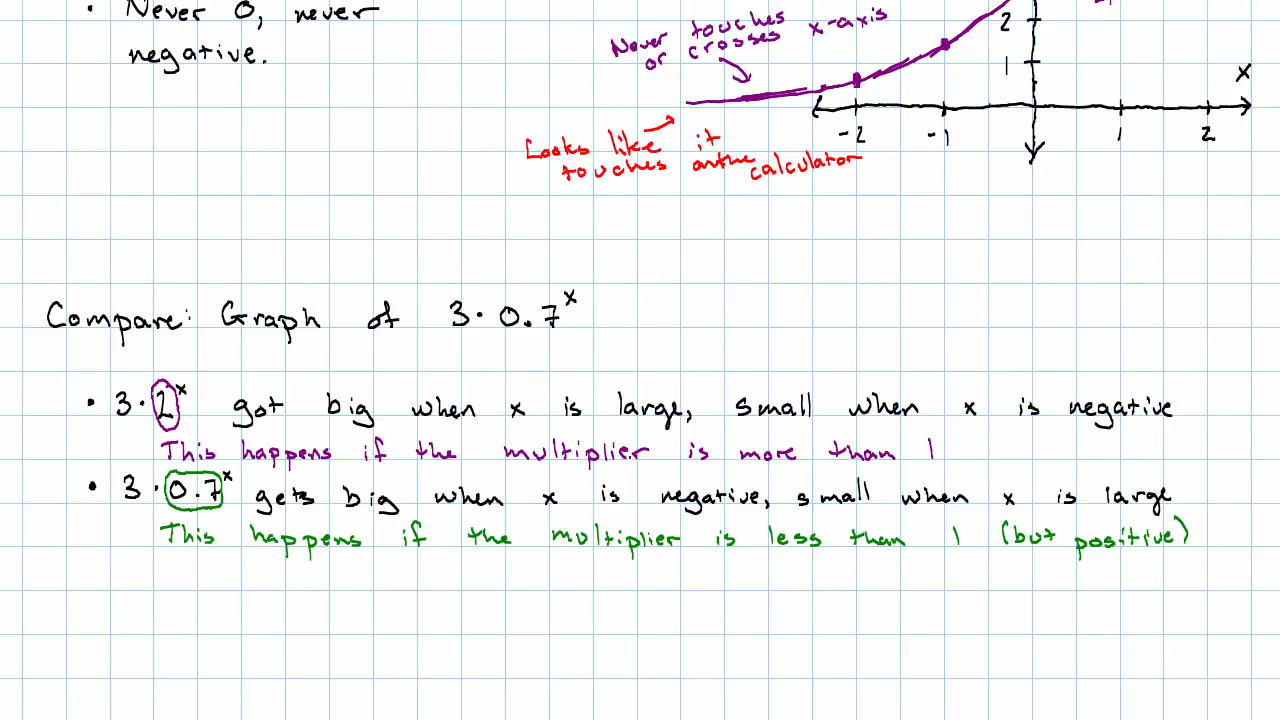 • Never 0, never
negative.
Never touches
or crosses x-axis
2
1
x
-2 -1 1 2
Looks like it
touches on the calculator
Compare: Graph of 3·0.7^x
• 3·2^x got big when x is large, small when x is negative
This happens if the multiplier is more than 1
• 3·0.7^x gets big when x is negative, small when x is large
This happens if the multiplier is less than 1 (but positive)